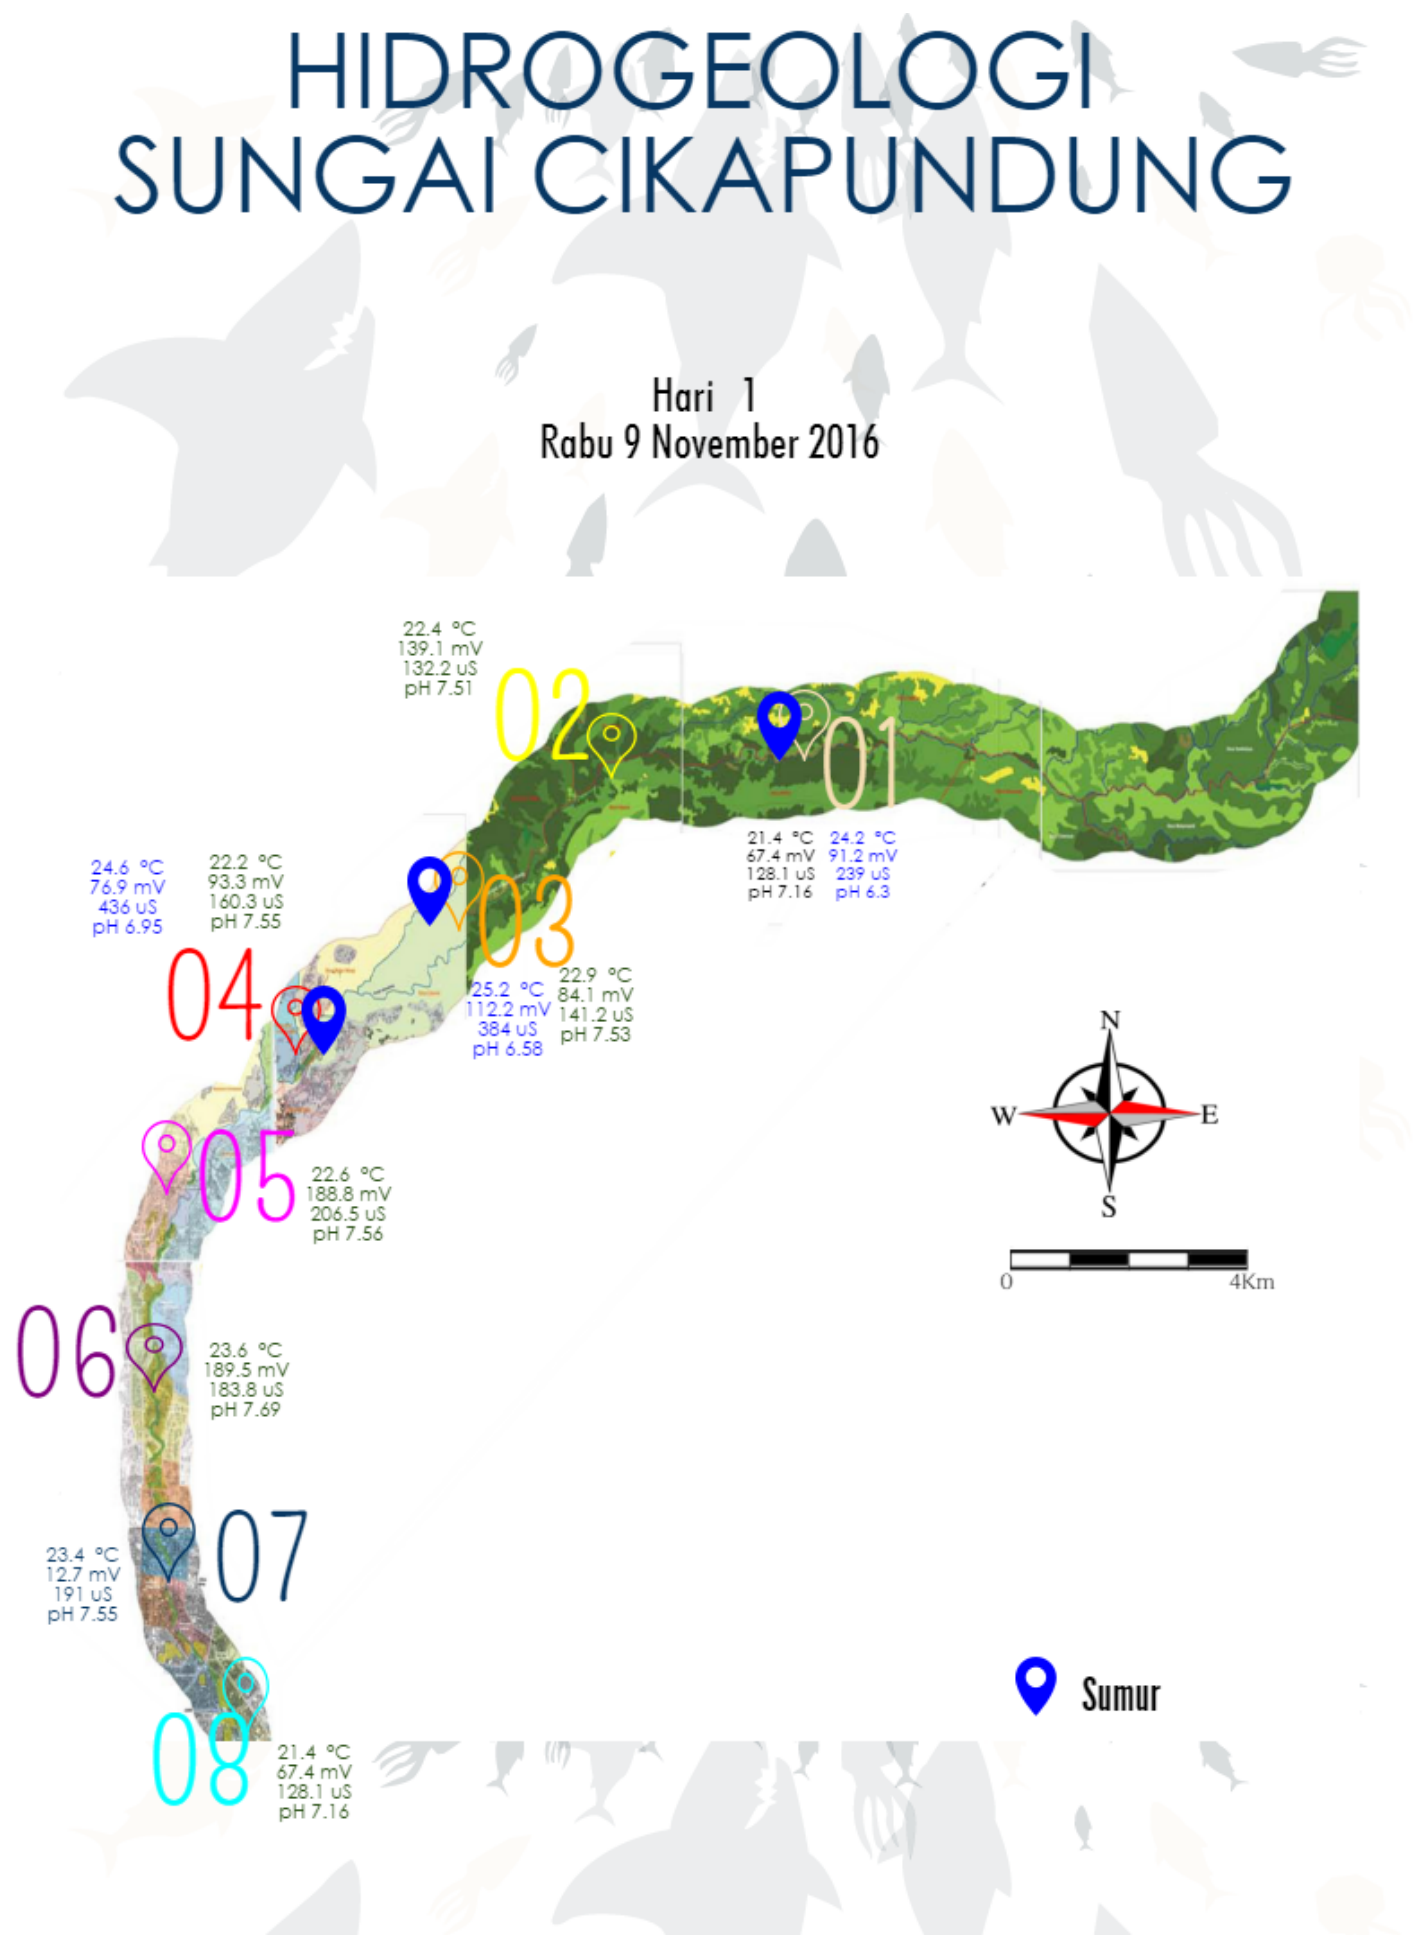 HIDROGEOLOGI
SUNGAI CIKAPUNDUNG
Hari 1
Rabu 9 November 2016
22.4 °C
139.1 mV
132.2 uS
pH 7.51
02
01
21.4 °C
67.4 mV
128.1 uS
pH 7.16
24.2 °C
91.2 mV
239 uS
pH 6.3
24.6 °C
76.9 mV
436 uS
pH 6.95
22.2 °C
93.3 mV
160.3 uS
pH 7.55
03
04
25.2 °C
112.2 mV
384 uS
pH 6.58
22.9 °C
84.1 mV
141.2 uS
pH 7.53
N
W
E
S
0
4Km
05
22.6 °C
188.8 mV
206.5 uS
pH 7.56
06
23.6 °C
189.5 mV
183.8 uS
pH 7.69
07
23.4 °C
12.7 mV
191 uS
pH 7.55
Sumur
08
21.4 °C
67.4 mV
128.1 uS
pH 7.16